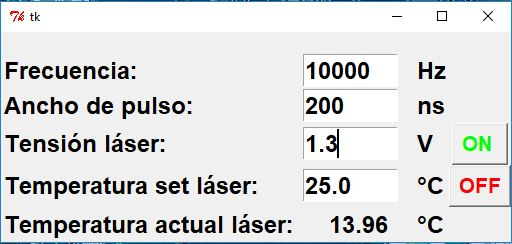 tk
Frecuencia: 10000 Hz
Ancho de pulso: 200 ns
Tensión láser: 1.3 V ON
Temperatura set láser: 25.0 °C OFF
Temperatura actual láser: 13.96 °C